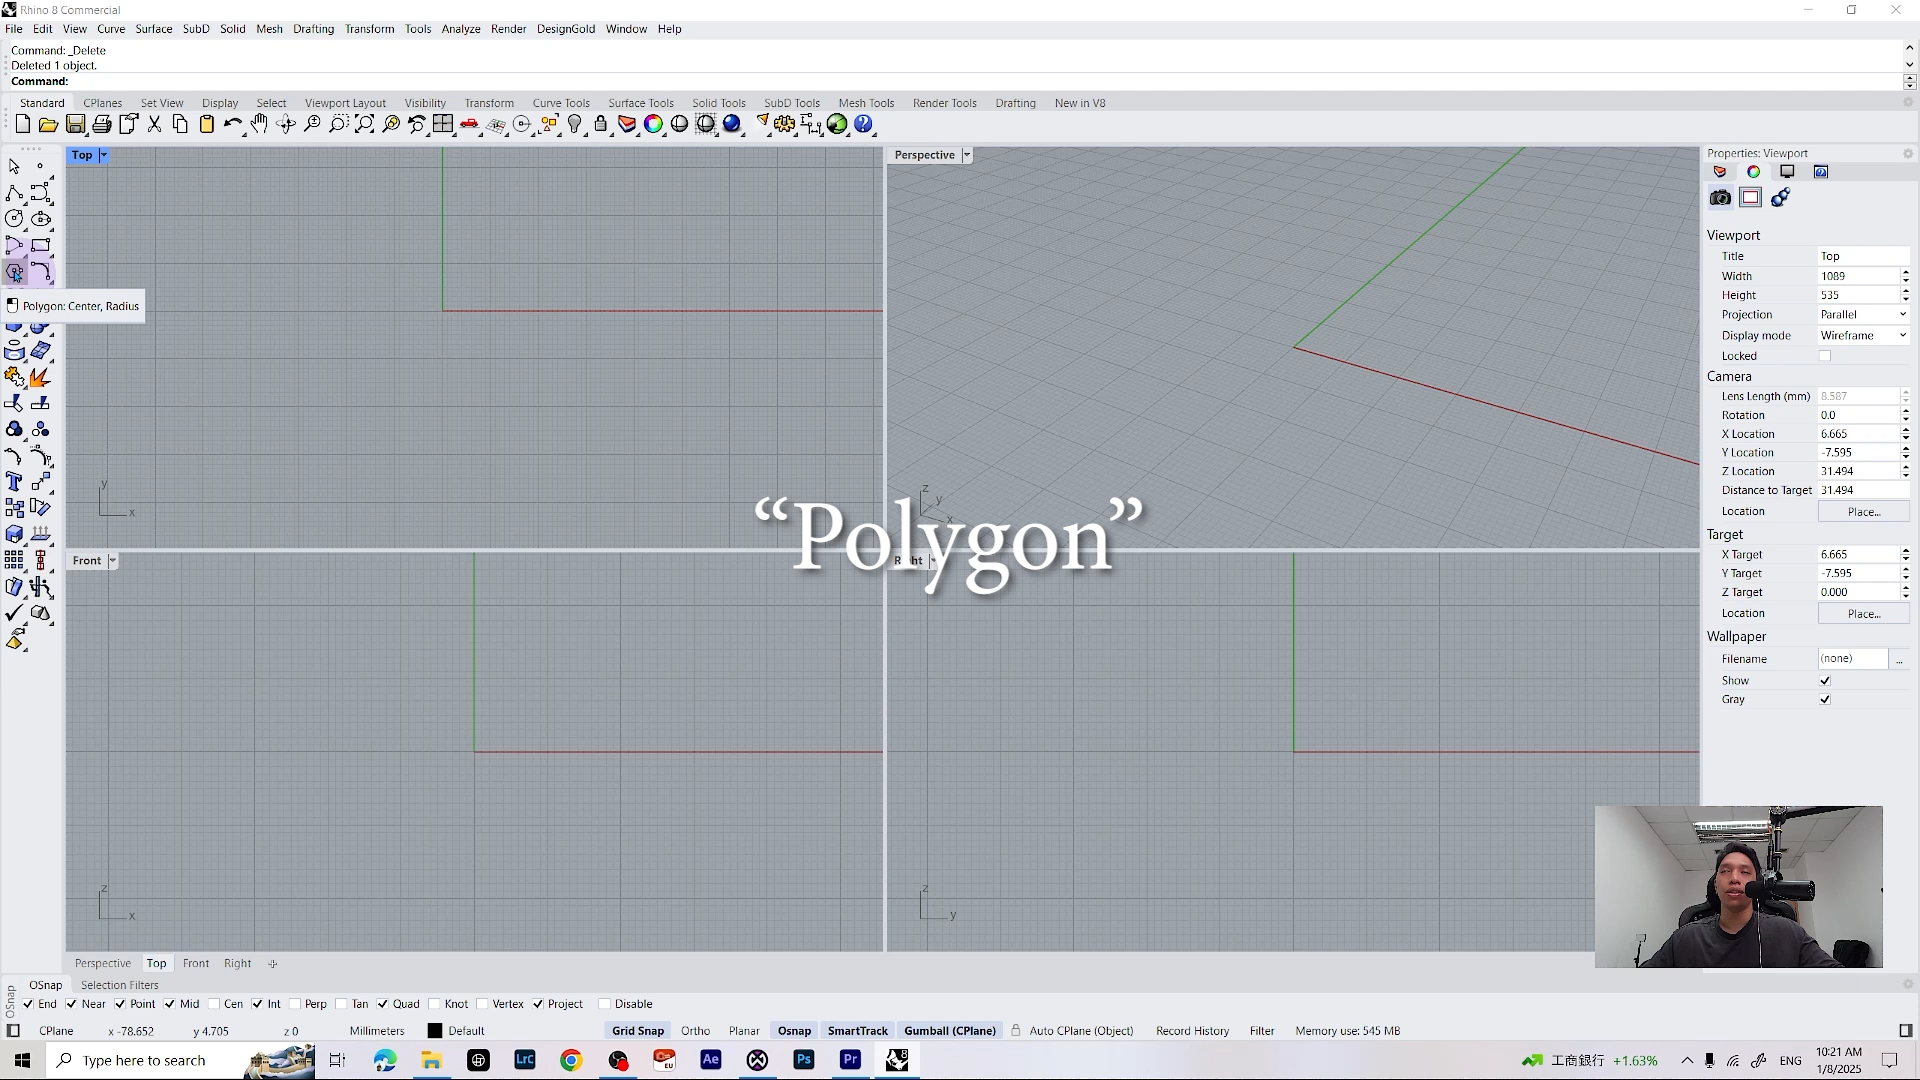 Rhino 8 Commercial
File Edit View Curve Surface SubD Solid Mesh Drafting Transform Tools Analyze Render DesignGold Window Help
Command: _Delete
Deleted 1 object.
Command:
Standard CPlanes Set View Display Select Viewport Layout Visibility Transform Curve Tools Surface Tools Solid Tools SubD Tools Mesh Tools Render Tools Drafting New in V8
Top
Perspective
Properties: Viewport
Viewport
Title Top
Width 1089
Height 535
Projection Parallel
Display mode Wireframe
Locked
Camera
Lens Length (mm) 8.587
Rotation 0.0
X Location 6.665
Y Location -7.595
Z Location 31.494
Distance to Target 31.494
Location Place...
Target
X Target 6.665
Y Target -7.595
Z Target 0.000
Location Place...
Wallpaper
Filename (none) ...
Show
Gray
Polygon: Center, Radius
y
x
z
y
x
“Polygon”
Front
Right
z
x
z
y
Perspective Top Front Right
OSnap Selection Filters
OSnap
End Near Point Mid Cen Int Perp Tan Quad Knot Vertex Project Disable
CPlane x -78.652 y 4.705 z 0 Millimeters Default Grid Snap Ortho Planar Osnap SmartTrack Gumball (CPlane) Auto CPlane (Object) Record History Filter Memory use: 545 MB
Type here to search
LrC
EU
Ae
Ps
Pr
8
工商銀行 +1.63%
ENG
10:21 AM
1/8/2025